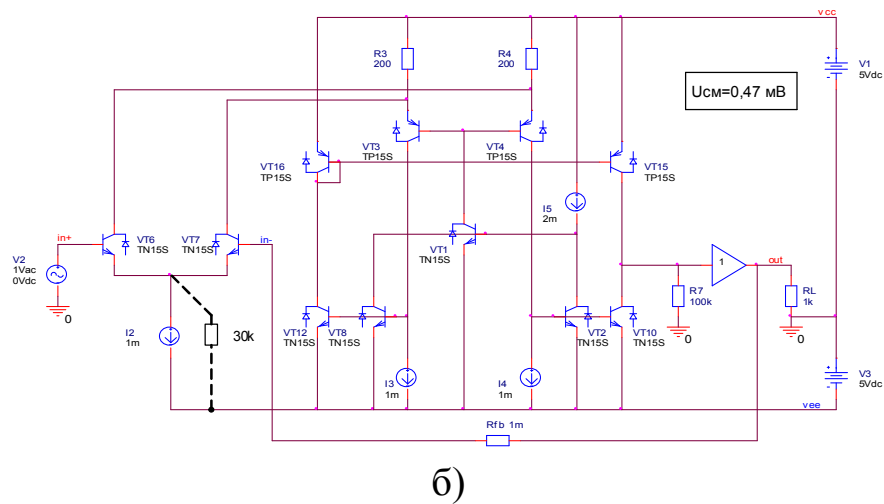 vcc
R3
200
R4
200
V1
5Vdc
Uсм=0,47 мВ
VT16
TP15S
VT3
TP15S
VT4
TP15S
VT15
TP15S
I5
2m
in+
VT6
TN15S
VT7
TN15S
in-
VT1
TN15S
V2
1Vac
0Vdc
0
1
out
R7
100k
0
RL
1k
0
I2
1m
30k
VT12
TN15S
VT8
TN15S
VT2
TN15S
VT10
TN15S
I3
1m
I4
1m
V3
5Vdc
vee
Rfb 1m
б)